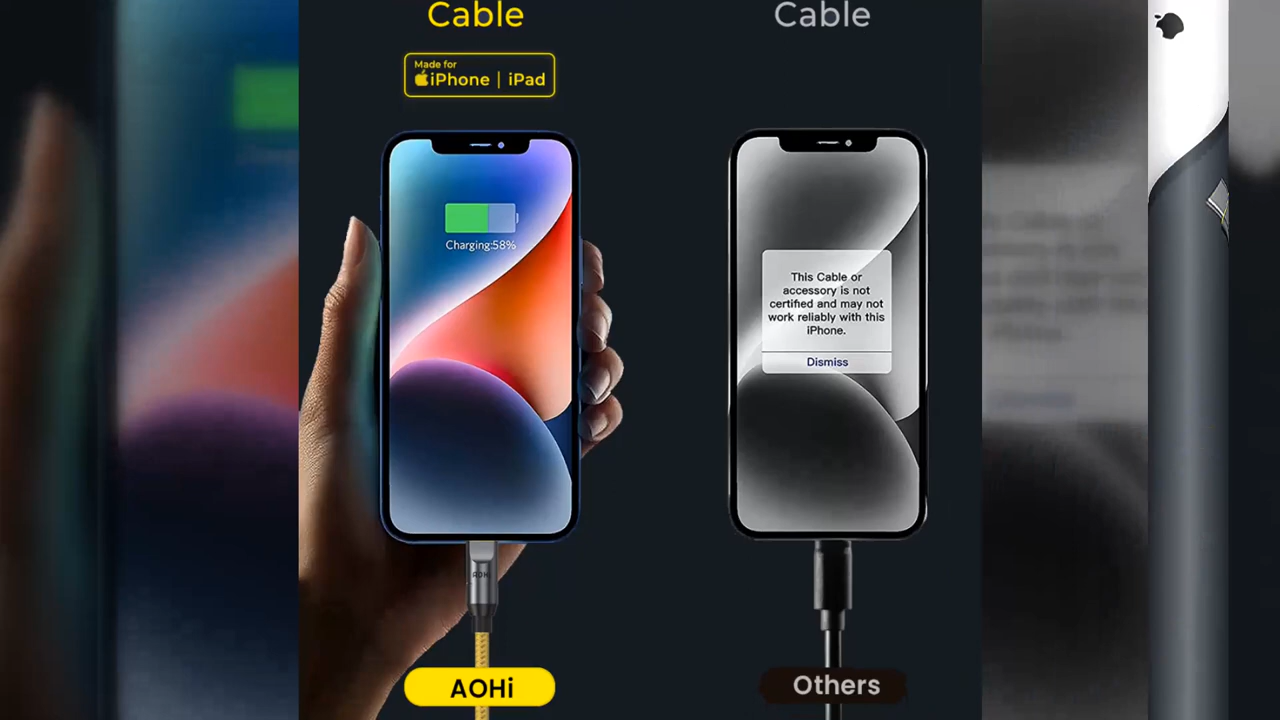 Cable
Made for
iPhone | iPad
Charging:58%
AOHi
AOHi
Cable
This Cable or
accessory is not
certified and may not
work reliably with this
iPhone.
Dismiss
Others